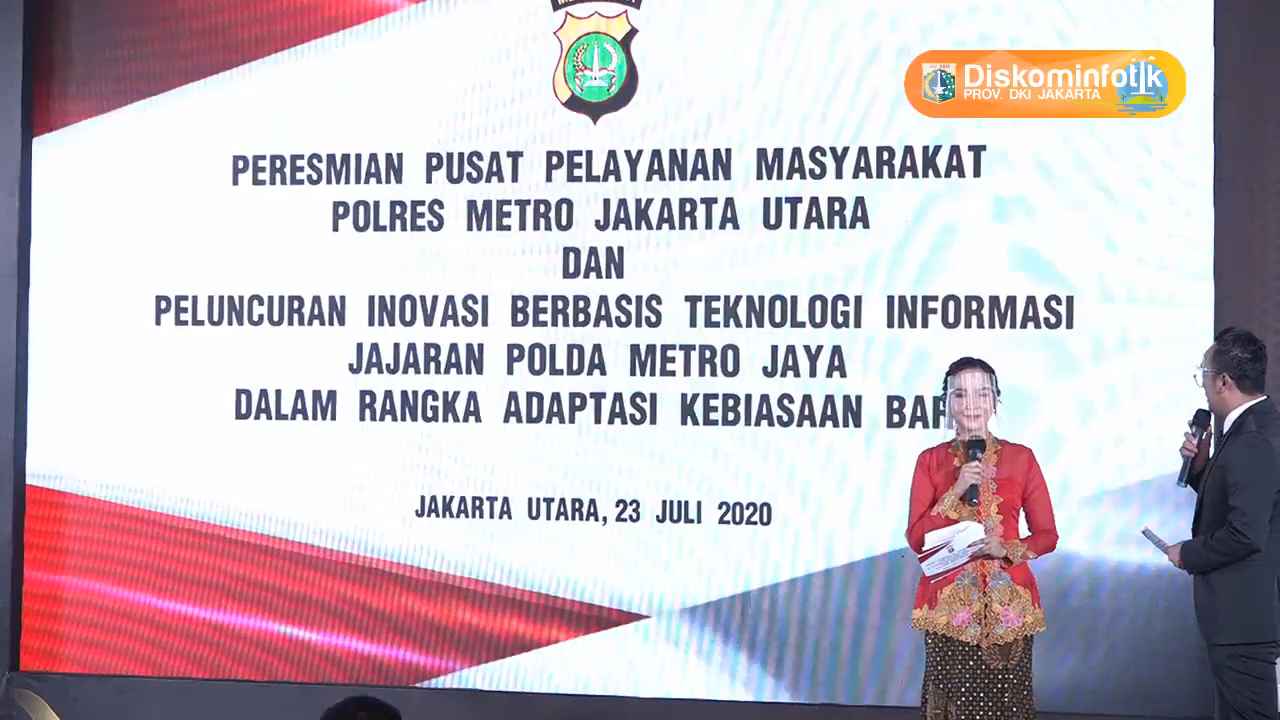 Diskominfotik
PROV. DKI JAKARTA
PERESMIAN PUSAT PELAYANAN MASYARAKAT
POLRES METRO JAKARTA UTARA
DAN
PELUNCURAN INOVASI BERBASIS TEKNOLOGI INFORMASI
JAJARAN POLDA METRO JAYA
DALAM RANGKA ADAPTASI KEBIASAAN
JAKARTA UTARA, 23 JULI 2020